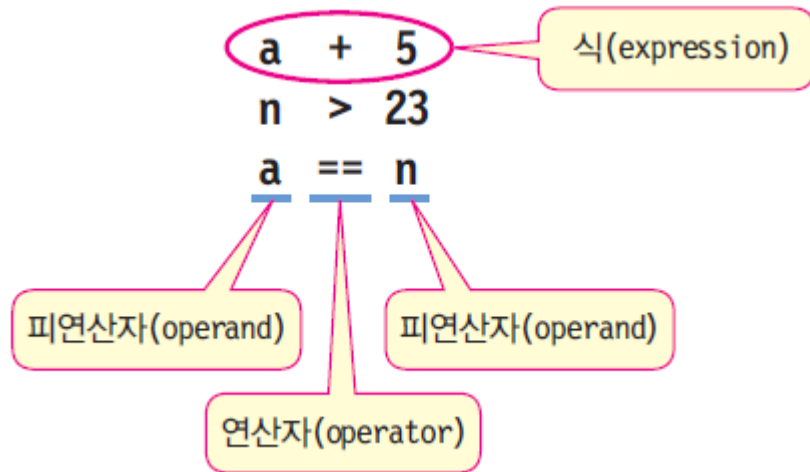 a + 5
식(expression)
n > 23
a == n
피연산자(operand)
피연산자(operand)
연산자(operator)